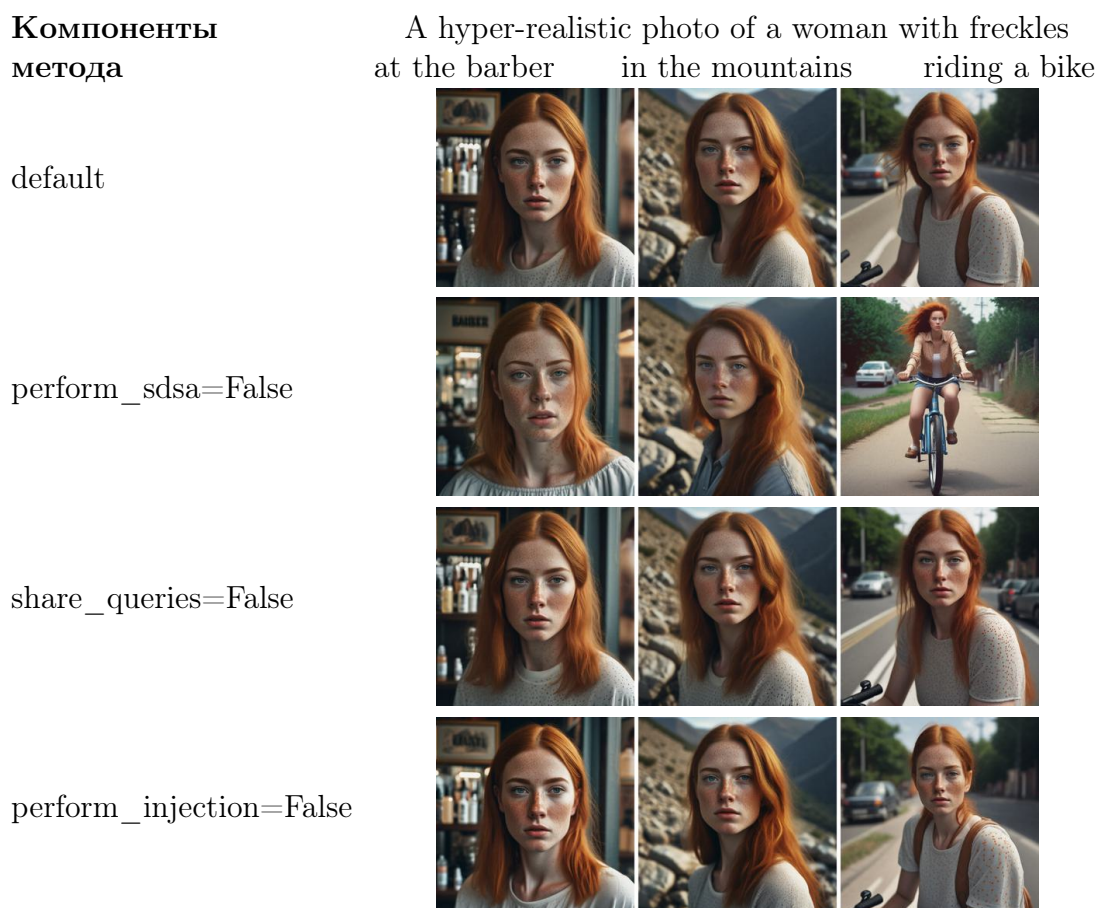 Компоненты
метода
A hyper-realistic photo of a woman with freckles
at the barber in the mountains riding a bike
default
perform_sdsa=False
BARBER
share_queries=False
perform_injection=False